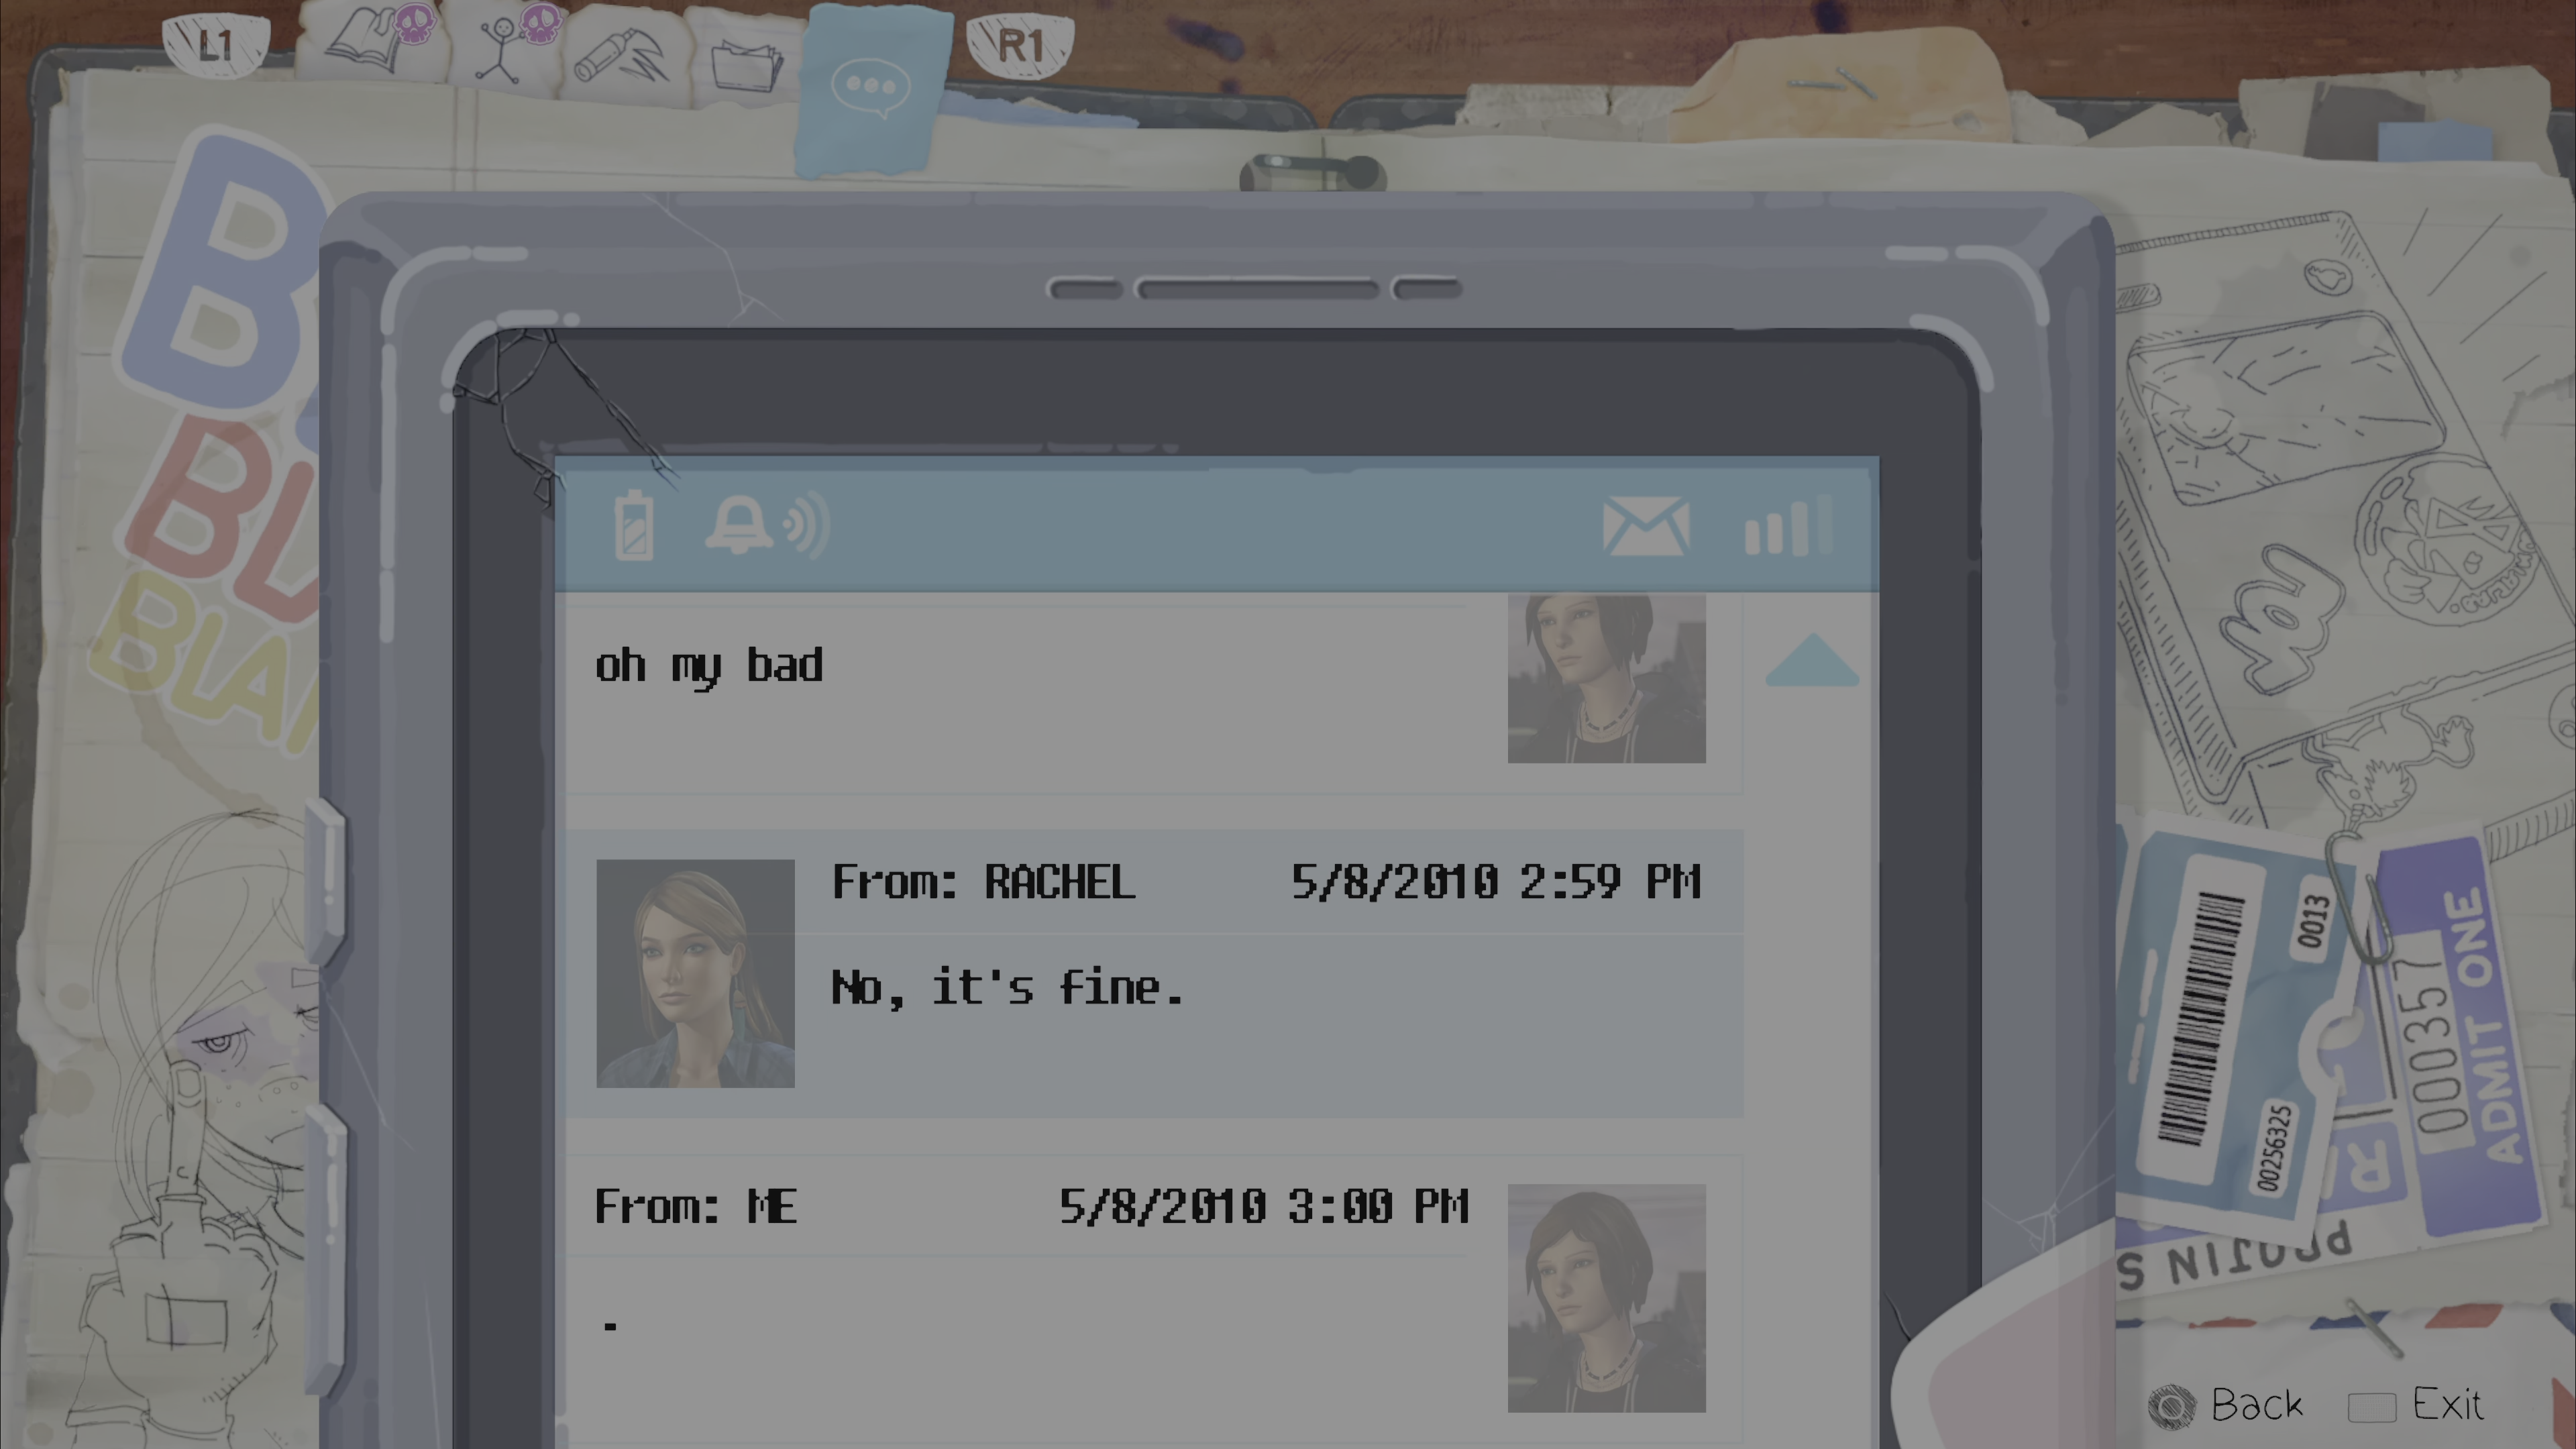 L1
R1
oh my bad
From: RACHEL 5/8/2010 2:59 PM
No, it's fine.
From: ME 5/8/2010 3:00 PM
.
BLA
0013
00256325
000357
ADMIT ONE
Back
Exit